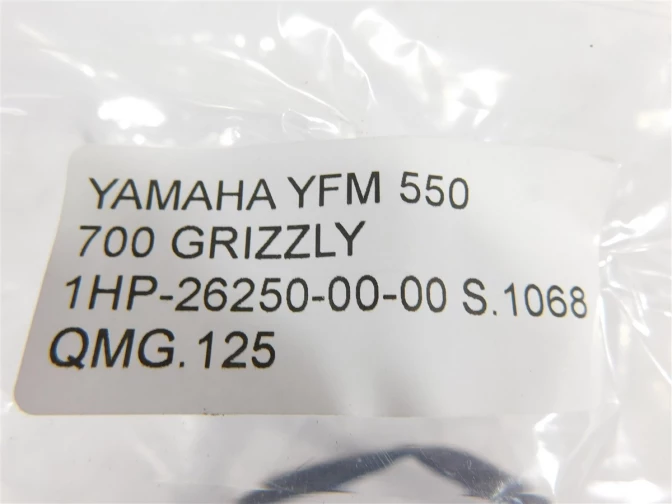 YAMAHA YFM 550
700 GRIZZLY
1HP-26250-00-00 S.1068
QMG.125